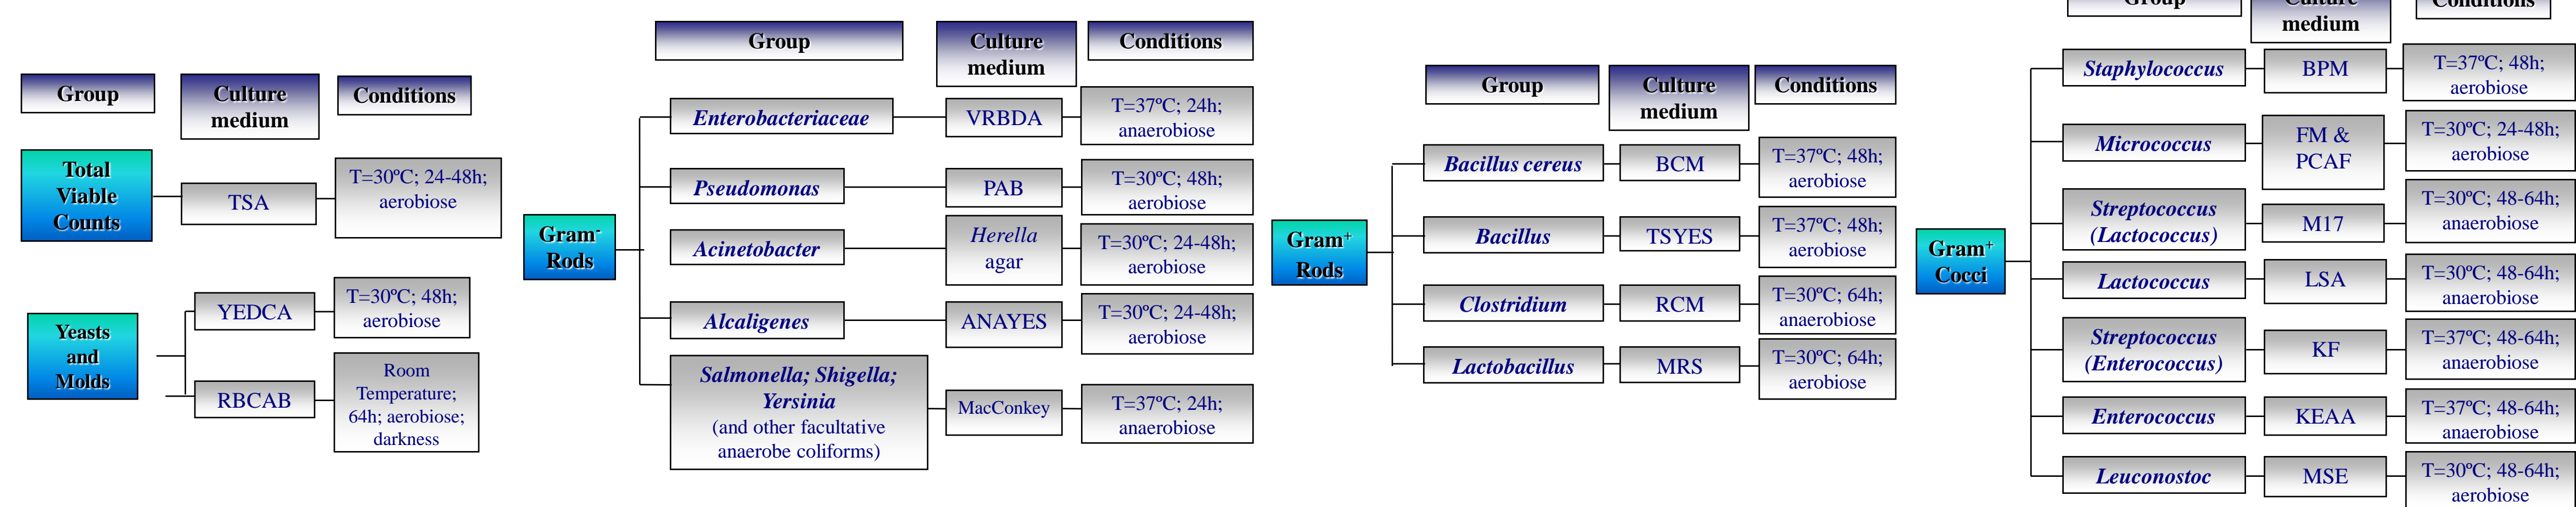 Group
Culture
medium
Conditions
Total
Viable
Counts
TSA
T=30ºC; 24-48h;
aerobiose
Yeasts
and
Molds
YEDCA
T=30ºC; 48h;
aerobiose
RBCAB
Room
Temperature;
64h; aerobiose;
darkness
Group
Culture
medium
Conditions
Gram-
Rods
Enterobacteriaceae
VRBDA
T=37ºC; 24h;
anaerobiose
Pseudomonas
PAB
T=30ºC; 48h;
aerobiose
Acinetobacter
Herella
agar
T=30ºC; 24-48h;
aerobiose
Alcaligenes
ANAYES
T=30ºC; 24-48h;
aerobiose
Salmonella; Shigella;
Yersinia
(and other facultative
anaerobe coliforms)
MacConkey
T=37ºC; 24h;
anaerobiose
Group
Culture
medium
Conditions
Gram+
Rods
Bacillus cereus
BCM
T=37ºC; 48h;
aerobiose
Bacillus
TSYES
T=37ºC; 48h;
aerobiose
Clostridium
RCM
T=30ºC; 64h;
anaerobiose
Lactobacillus
MRS
T=30ºC; 64h;
aerobiose
Group
Culture
medium
Conditions
Gram+
Cocci
Staphylococcus
BPM
T=37ºC; 48h;
aerobiose
Micrococcus
FM &
PCAF
T=30ºC; 24-48h;
aerobiose
Streptococcus
(Lactococcus)
M17
T=30ºC; 48-64h;
anaerobiose
Lactococcus
LSA
T=30ºC; 48-64h;
anaerobiose
Streptococcus
(Enterococcus)
KF
T=37ºC; 48-64h;
anaerobiose
Enterococcus
KEAA
T=37ºC; 48-64h;
anaerobiose
Leuconostoc
MSE
T=30ºC; 48-64h;
aerobiose